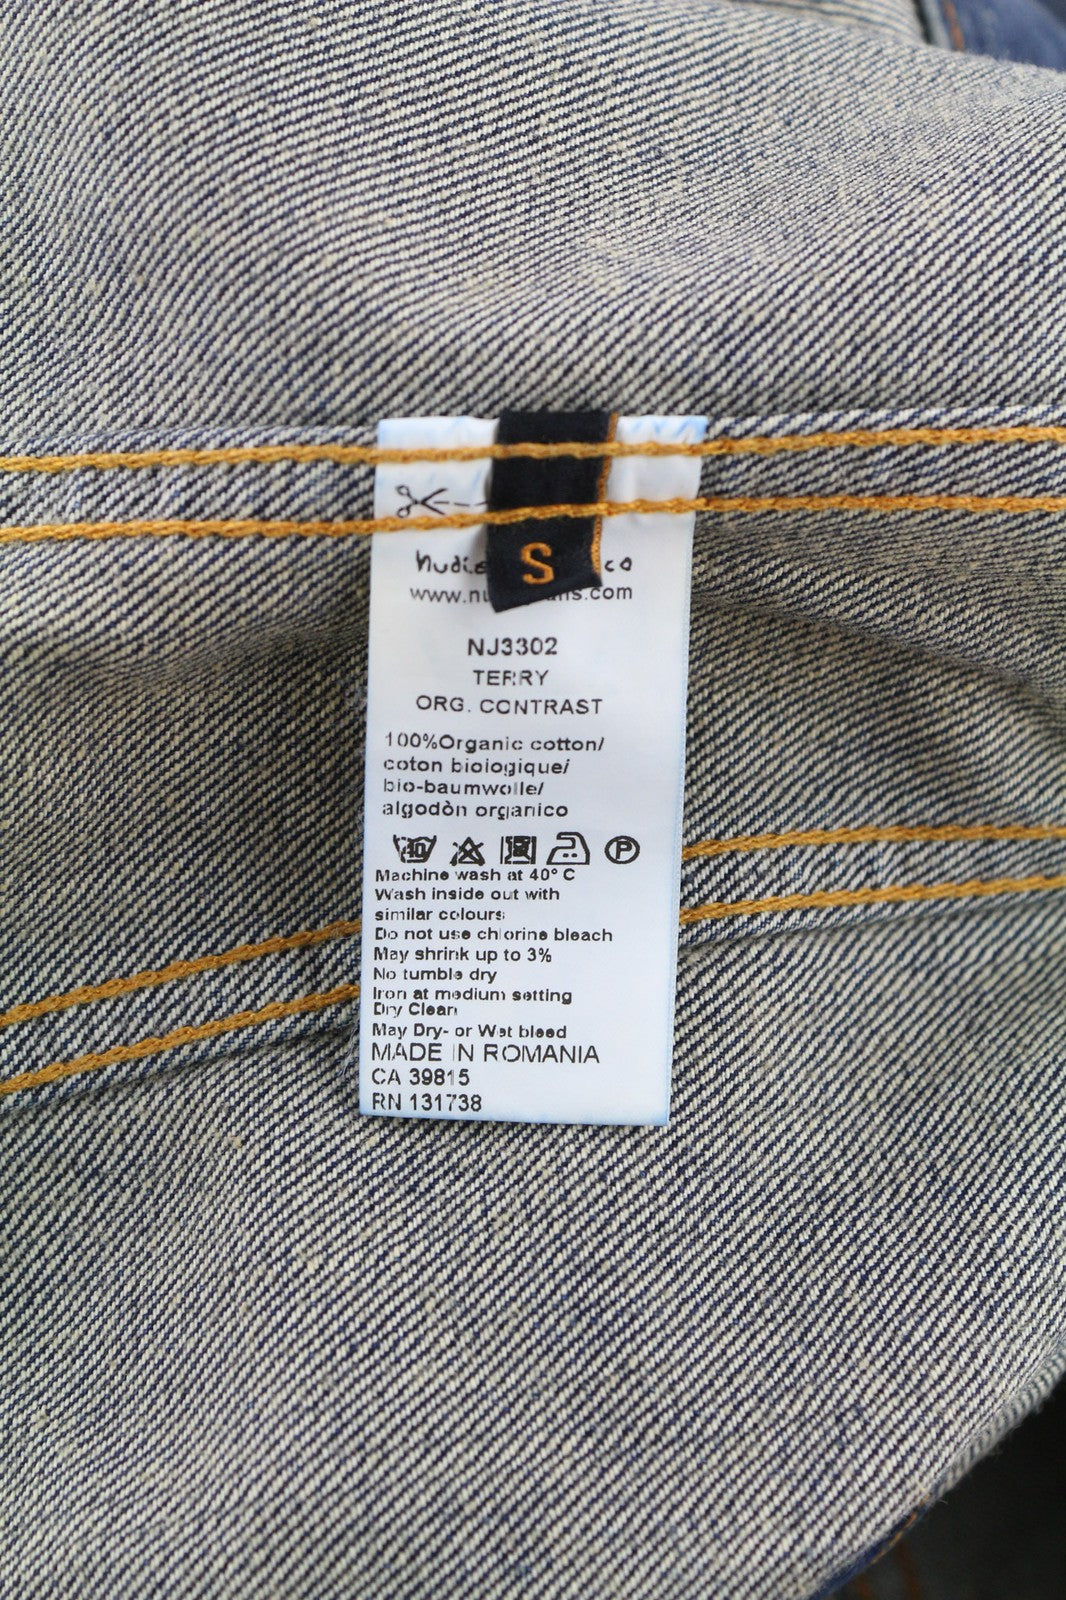 S
NJ3302
TERRY
ORG. CONTRAST
100%Organic cotton/
coton biologique/
bio-baumwolle/
algodòn organico
40 P
Machine wash at 40° C
Wash inside out with
similar colours
Do not use chlorine bleach
May shrink up to 3%
No tumble dry
Iron at medium setting
Dry Clean
May Dry- or Wet bleed
MADE IN ROMANIA
CA 39815
RN 131738